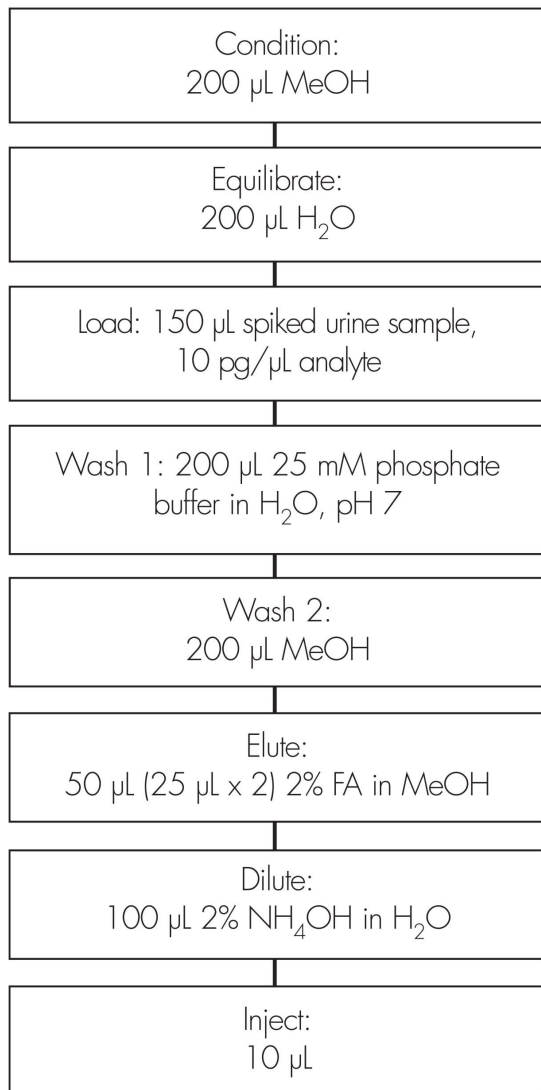 Condition:
200 µL MeOH
Equilibrate:
200 µL H₂O
Load: 150 µL spiked urine sample,
10 pg/µL analyte
Wash 1: 200 µL 25 mM phosphate
buffer in H₂O, pH 7
Wash 2:
200 µL MeOH
Elute:
50 µL (25 µL x 2) 2% FA in MeOH
Dilute:
100 µL 2% NH₄OH in H₂O
Inject:
10 µL